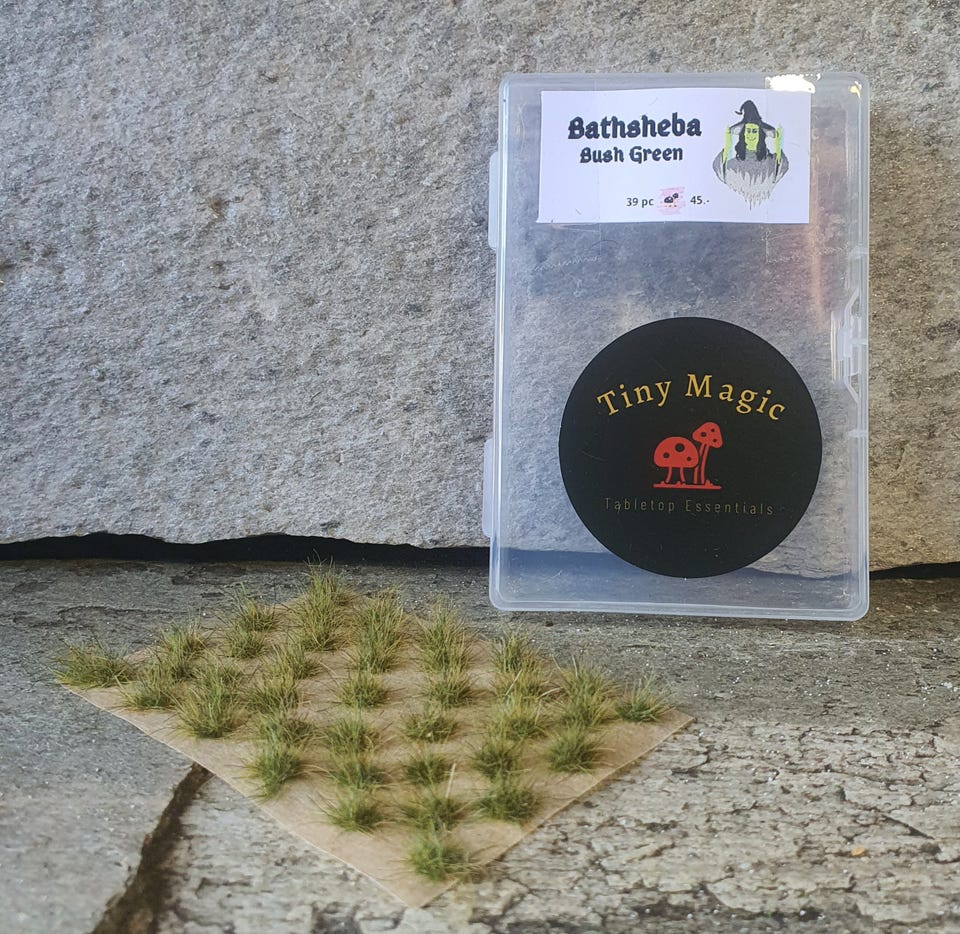 Bathsheba
Bush Green
39 pc 45.-
Tiny Magic
Tabletop Essentials